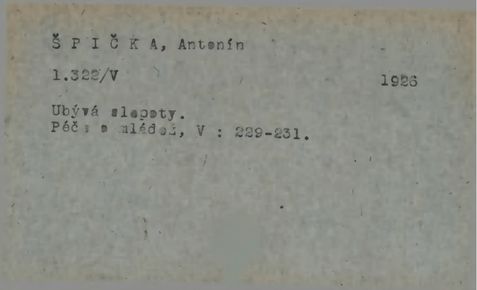 Š P I Č K A, Antonín
1.322/V 1926
Ubývá slepoty.
Péče o mládež, V : 229-231.